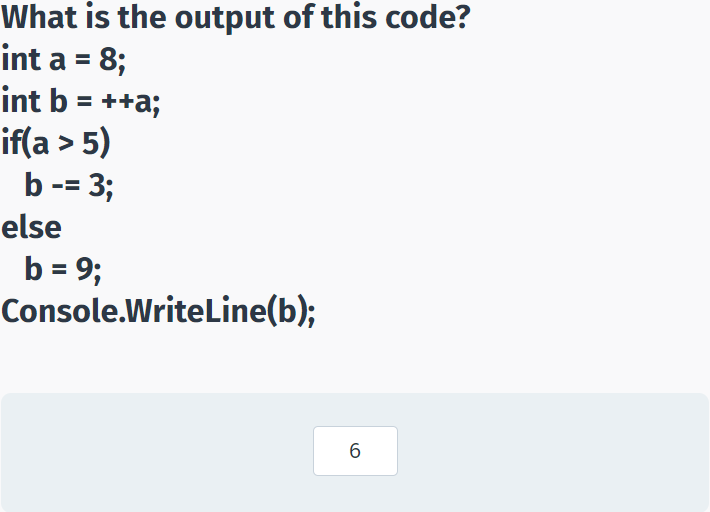 What is the output of this code?
int a = 8;
int b = ++a;
if(a > 5)
   b -= 3;
else
   b = 9;
Console.WriteLine(b);
6